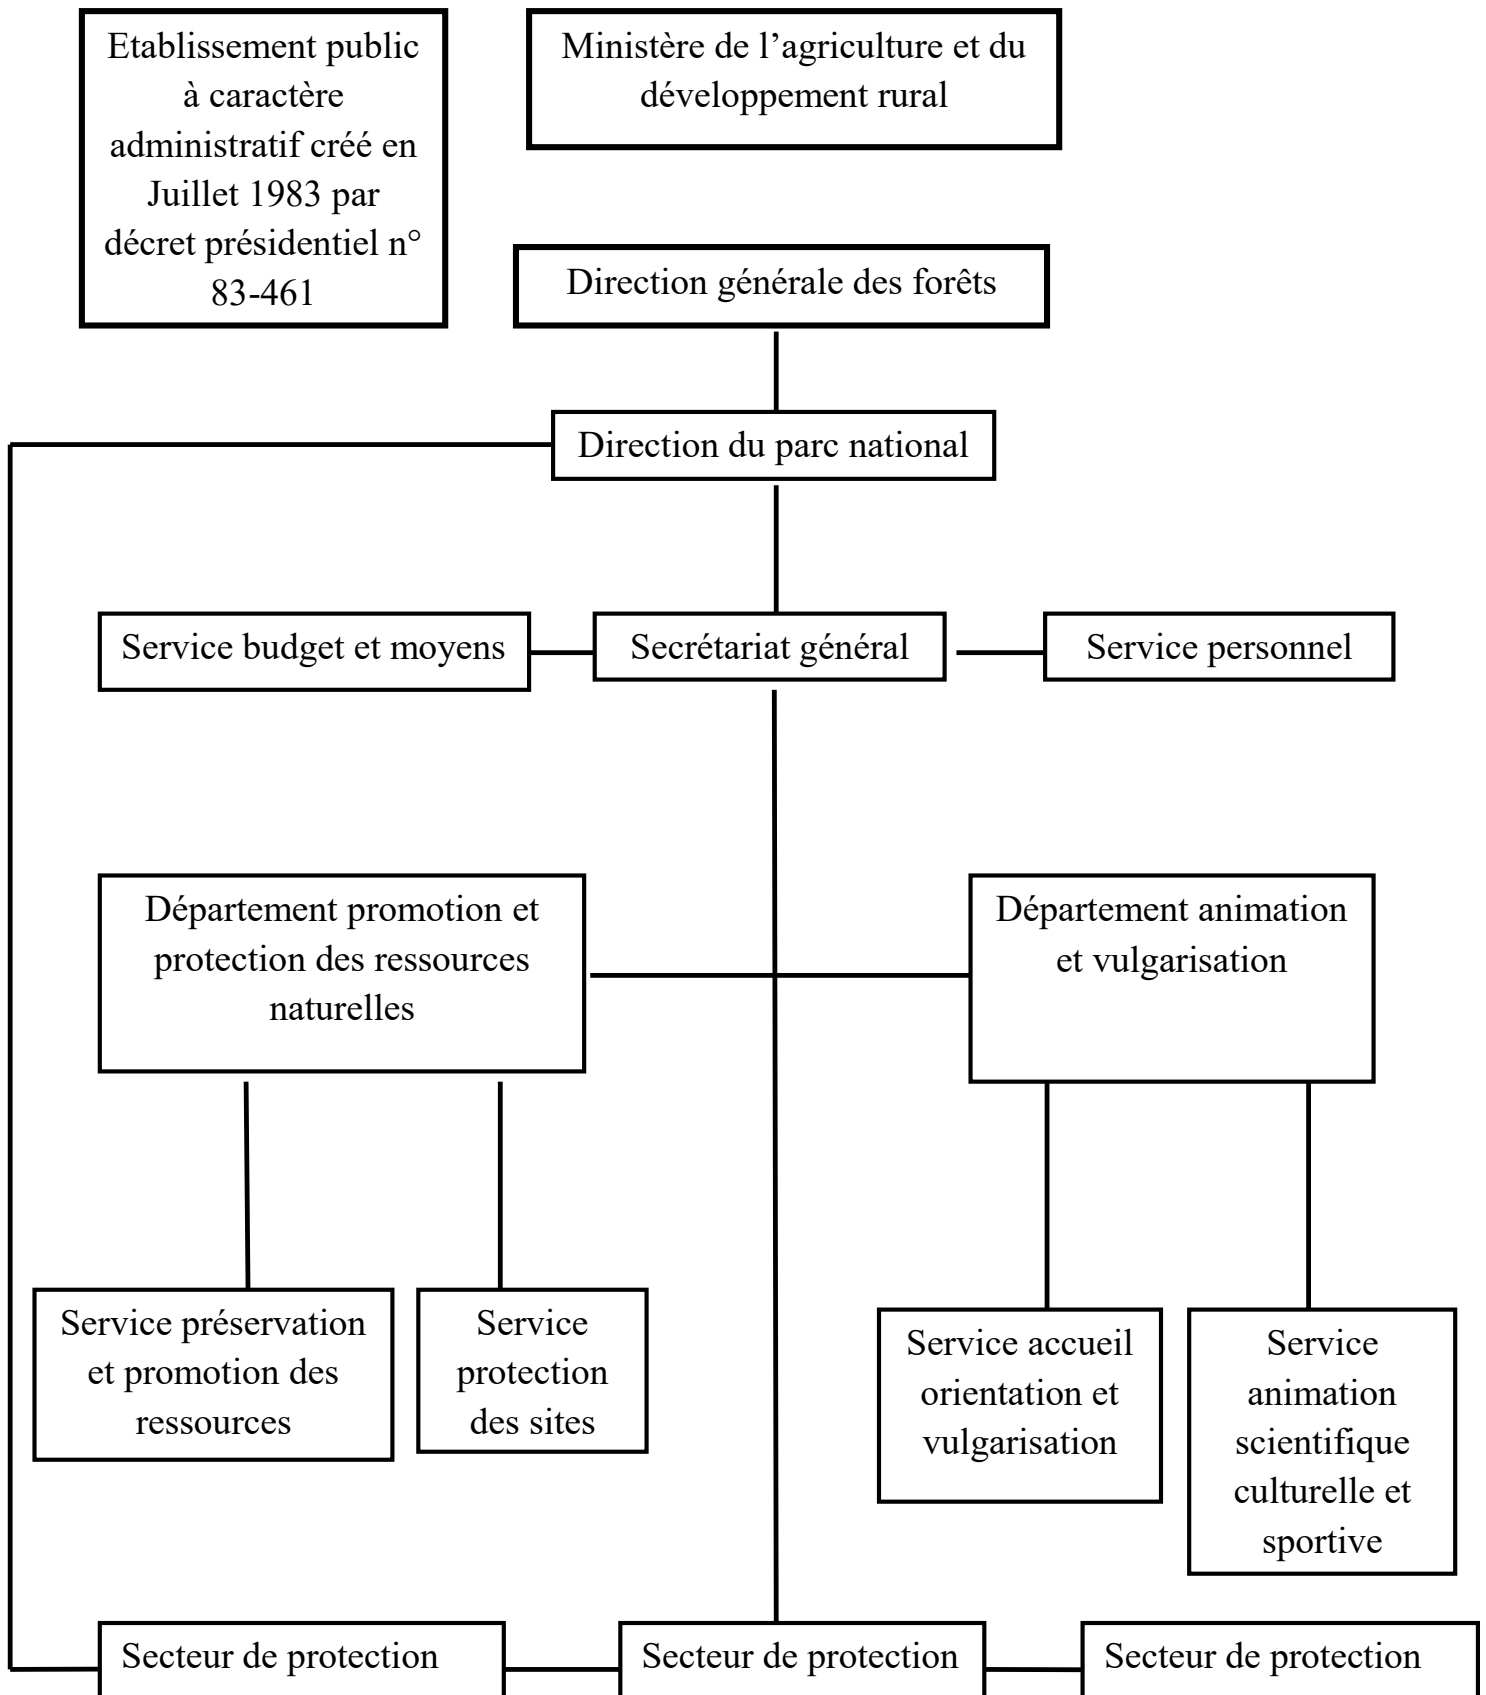 Etablissement public
à caractère
administratif créé en
Juillet 1983 par
décret présidentiel n°
83-461
Ministère de l’agriculture et du
développement rural
Direction générale des forêts
Direction du parc national
Service budget et moyens
Secrétariat général
Service personnel
Département promotion et
protection des ressources
naturelles
Département animation
et vulgarisation
Service préservation
et promotion des
ressources
Service
protection
des sites
Service accueil
orientation et
vulgarisation
Service
animation
scientifique
culturelle et
sportive
Secteur de protection
Secteur de protection
Secteur de protection